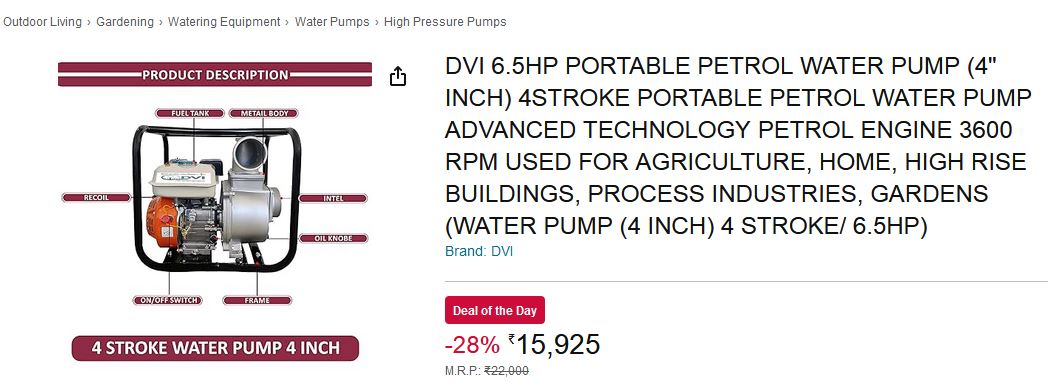 Outdoor Living › Gardening › Watering Equipment › Water Pumps › High Pressure Pumps
PRODUCT DESCRIPTION
FUEL TANK
METAIL BODY
DVI
RECOIL
INTEL
OIL KNOBE
ON/OFF SWITCH
FRAME
4 STROKE WATER PUMP 4 INCH
DVI 6.5HP PORTABLE PETROL WATER PUMP (4"
INCH) 4STROKE PORTABLE PETROL WATER PUMP
ADVANCED TECHNOLOGY PETROL ENGINE 3600
RPM USED FOR AGRICULTURE, HOME, HIGH RISE
BUILDINGS, PROCESS INDUSTRIES, GARDENS
(WATER PUMP (4 INCH) 4 STROKE/ 6.5HP)
Brand: DVI
Deal of the Day
-28% ₹15,925
M.R.P.: ₹22,000